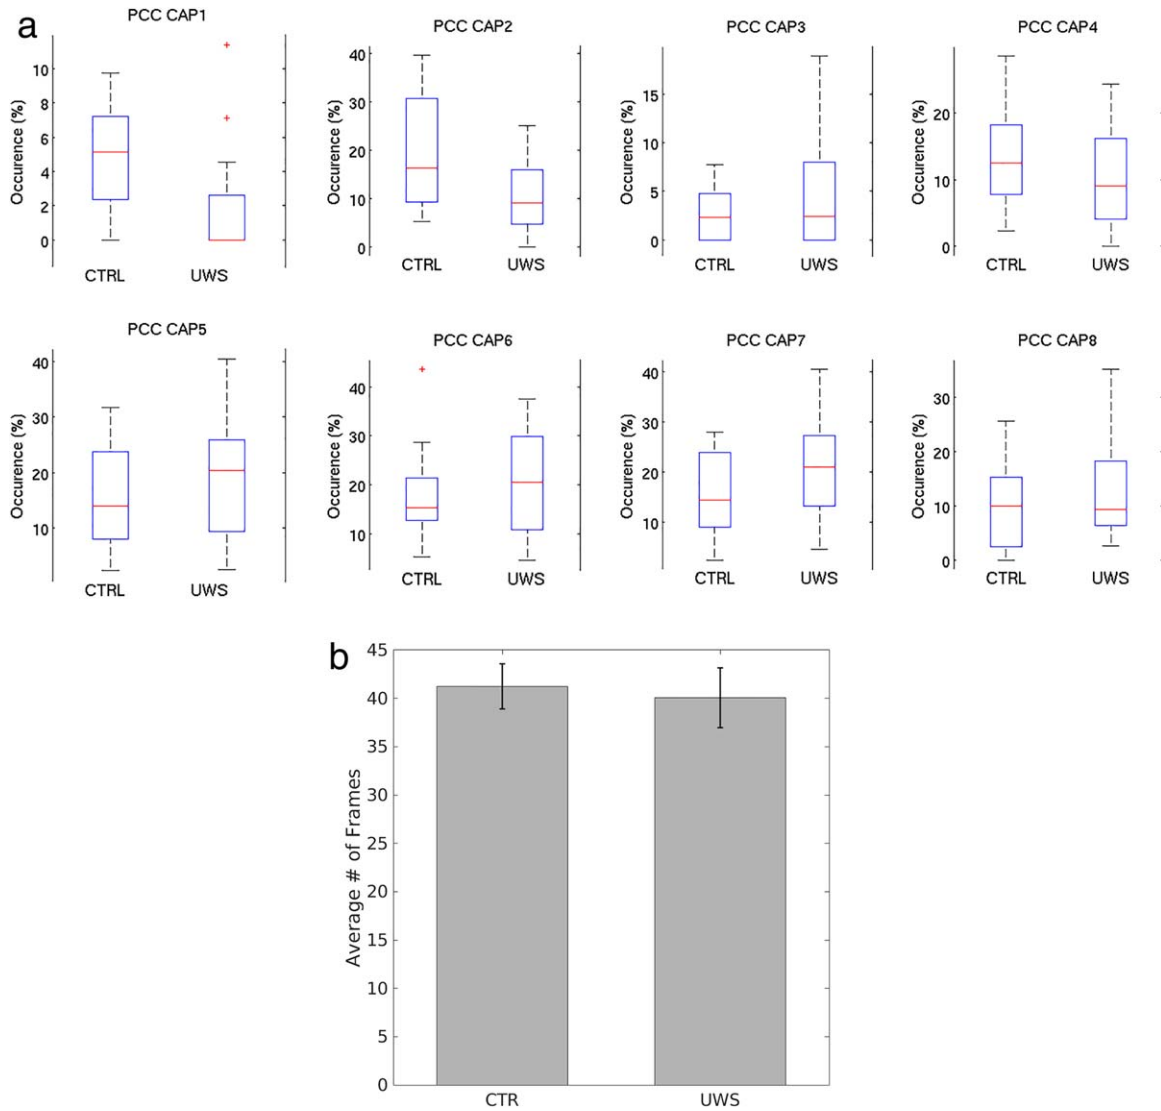 a
PCC CAP1
PCC CAP2
PCC CAP3
PCC CAP4
Occurence (%)
10
8
6
4
2
0
CTRL UWS
Occurence (%)
40
30
20
10
0
CTRL UWS
Occurence (%)
15
10
5
0
CTRL UWS
Occurence (%)
20
10
0
CTRL UWS
PCC CAP5
PCC CAP6
PCC CAP7
PCC CAP8
Occurence (%)
40
30
20
10
CTRL UWS
Occurence (%)
40
30
20
10
CTRL UWS
Occurence (%)
40
30
20
10
CTRL UWS
Occurence (%)
30
20
10
0
CTRL UWS
b
Average # of Frames
45
40
35
30
25
20
15
10
5
0
CTR UWS